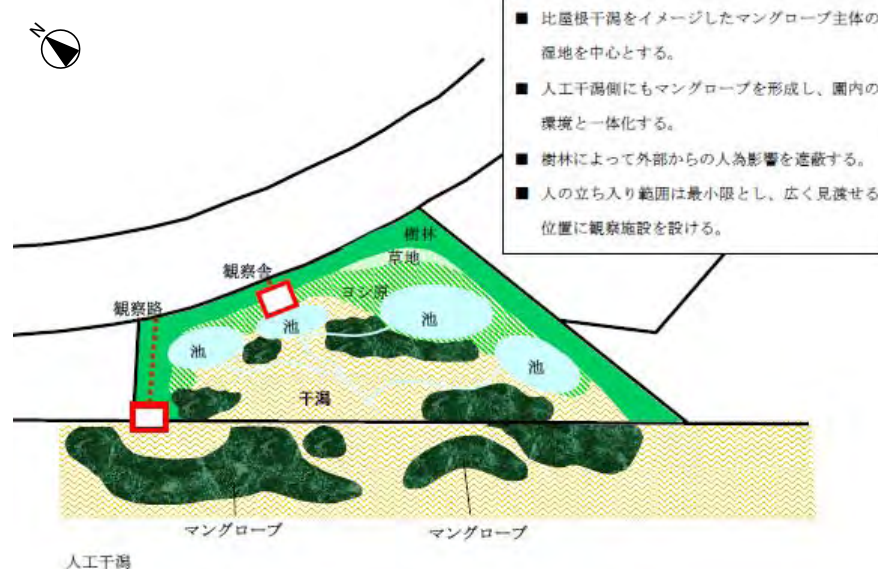 N
■ 比屋根干潟をイメージしたマングローブ主体の
湿地を中心とする。
■ 人工干潟側にもマングローブを形成し、園内の
環境と一体化する。
■ 樹林によって外部からの人為影響を遮蔽する。
■ 人の立ち入り範囲は最小限とし、広く見渡せる
位置に観察施設を設ける。
樹林
草地
観察舎
ヨシ原
観察路
池
池
池
池
干潟
マングローブ
マングローブ
人工干潟